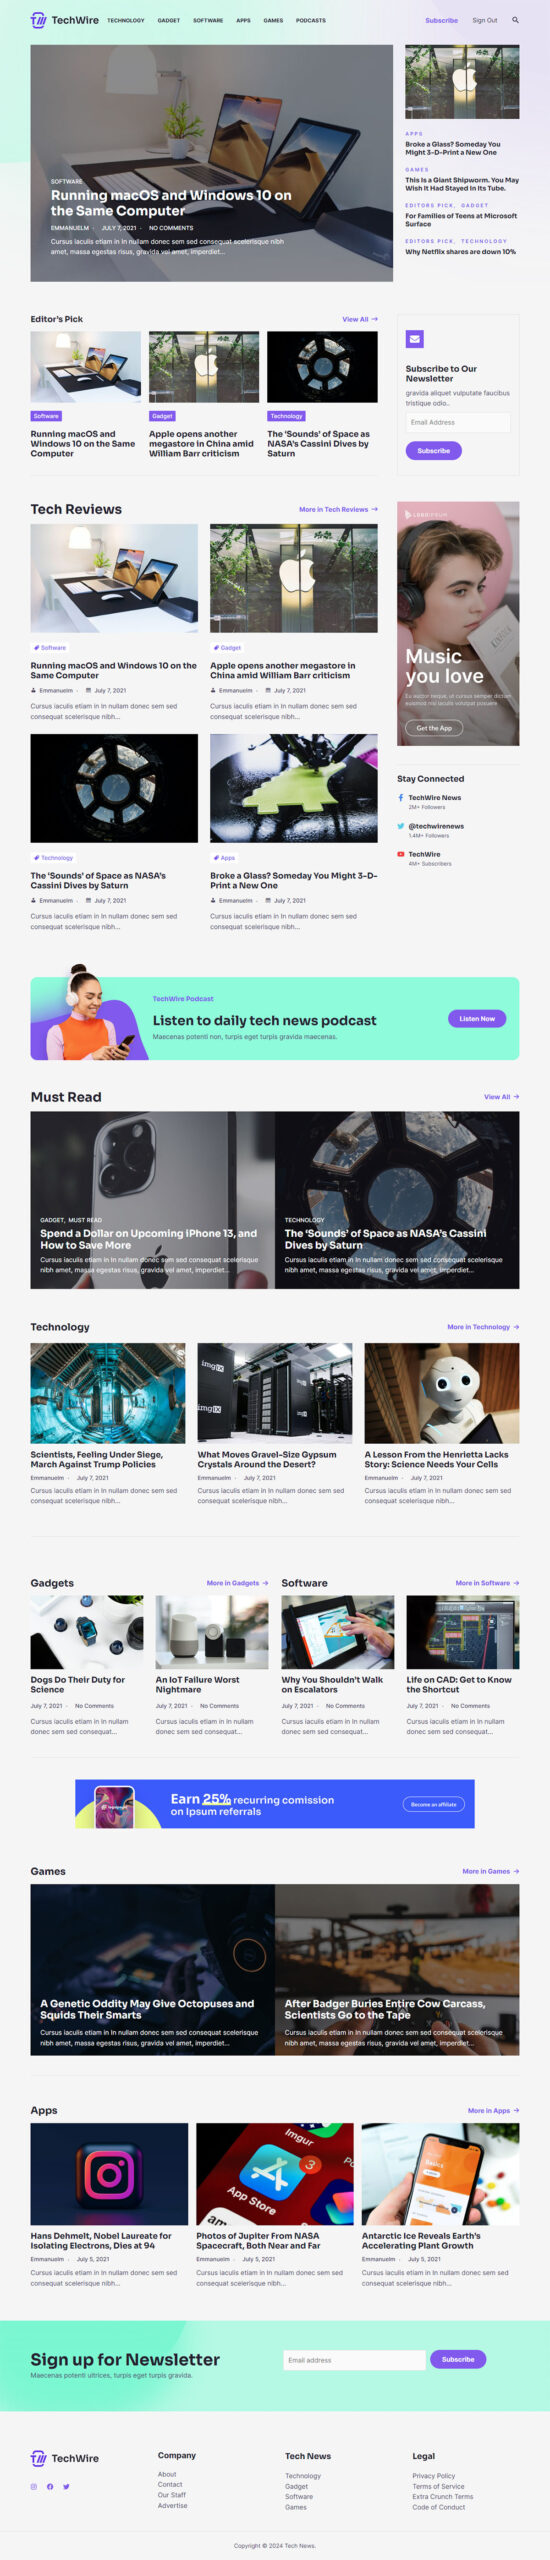 TechWire
TECHNOLOGY
GADGET
SOFTWARE
APPS
GAMES
PODCASTS
Subscribe
Sign Out
SOFTWARE
Running macOS and Windows 10 on
the Same Computer
EMMANUELM - JULY 7, 2021 - NO COMMENTS
Cursus iaculis etiam in In nullam donec sem sed consequat scelerisque nibh
amet, massa egestas risus, gravida vel amet, imperdiet...
APPS
Broke a Glass? Someday You
Might 3-D-Print a New One
GAMES
This Is a Giant Shipworm. You May
Wish It Had Stayed In Its Tube.
EDITORS PICK, GADGET
For Families of Teens at Microsoft
Surface
EDITORS PICK, TECHNOLOGY
Why Netflix shares are down 10%
Editor's Pick
View All →
Software
Running macOS and
Windows 10 on the Same
Computer
Gadget
Apple opens another
megastore in China amid
William Barr criticism
Technology
The 'Sounds' of Space as
NASA's Cassini Dives by
Saturn
Subscribe to Our
Newsletter
gravida aliquet vulputate faucibus
tristique odio..
Email Address
Subscribe
Tech Reviews
More in Tech Reviews →
Software
Running macOS and Windows 10 on the
Same Computer
Emmanuelm - July 7, 2021
Cursus iaculis etiam in In nullam donec sem sed
consequat scelerisque nibh...
Gadget
Apple opens another megastore in
China amid William Barr criticism
Emmanuelm - July 7, 2021
Cursus iaculis etiam in In nullam donec sem sed
consequat scelerisque nibh...
Technology
The 'Sounds' of Space as NASA's
Cassini Dives by Saturn
Emmanuelm - July 7, 2021
Cursus iaculis etiam in In nullam donec sem sed
consequat scelerisque nibh...
Apps
Broke a Glass? Someday You Might 3-D-
Print a New One
Emmanuelm - July 7, 2021
Cursus iaculis etiam in In nullam donec sem sed
consequat scelerisque nibh...
LOGOIPSUM
Music
you love
Eu auctor neque, ut cursus semper dictum
euismod nisi iaculis volutpat posuere
Get the App
Stay Connected
TechWire News
2M+ Followers
@techwirenews
1.4M+ Followers
TechWire
4M+ Subscribers
TechWire Podcast
Listen to daily tech news podcast
Maecenas potenti non, turpis eget turpis gravida maecenas.
Listen Now
Must Read
View All →
GADGET, MUST READ
Spend a Dollar on Upcoming iPhone 13, and
How to Save More
Cursus iaculis etiam in In nullam donec sem sed consequat scelerisque
nibh amet, massa egestas risus, gravida vel amet, imperdiet...
TECHNOLOGY
The 'Sounds' of Space as NASA's Cassini
Dives by Saturn
Cursus iaculis etiam in In nullam donec sem sed consequat scelerisque
nibh amet, massa egestas risus, gravida vel amet, imperdiet...
Technology
More in Technology →
imgIX
imgIX
Scientists, Feeling Under Siege,
March Against Trump Policies
Emmanuelm - July 7, 2021
Cursus iaculis etiam in In nullam donec sem sed
consequat scelerisque nibh...
What Moves Gravel-Size Gypsum
Crystals Around the Desert?
Emmanuelm - July 7, 2021
Cursus iaculis etiam in In nullam donec sem sed
consequat scelerisque nibh...
A Lesson From the Henrietta Lacks
Story: Science Needs Your Cells
Emmanuelm - July 7, 2021
Cursus iaculis etiam in In nullam donec sem sed
consequat scelerisque nibh...
Gadgets
More in Gadgets →
Dogs Do Their Duty for
Science
July 7, 2021 - No Comments
Cursus iaculis etiam in In nullam
donec sem sed consequat...
An IoT Failure Worst
Nightmare
July 7, 2021 - No Comments
Cursus iaculis etiam in In nullam
donec sem sed consequat...
Software
More in Software →
Why You Shouldn't Walk
on Escalators
July 7, 2021 - No Comments
Cursus iaculis etiam in In nullam
donec sem sed consequat...
Life on CAD: Get to Know
the Shortcut
July 7, 2021 - No Comments
Cursus iaculis etiam in In nullam
donec sem sed consequat...
Earn 25% recurring comission
on Ipsum referrals
Become an affiliate
Games
More in Games →
A Genetic Oddity May Give Octopuses and
Squids Their Smarts
Cursus iaculis etiam in In nullam donec sem sed consequat scelerisque
nibh amet, massa egestas risus, gravida vel amet, imperdiet...
After Badger Buries Entire Cow Carcass,
Scientists Go to the Tape
Cursus iaculis etiam in In nullam donec sem sed consequat scelerisque
nibh amet, massa egestas risus, gravida vel amet, imperdiet...
Apps
More in Apps →
Imgur
App Store
3
am
Basics
Hans Dehmelt, Nobel Laureate for
Isolating Electrons, Dies at 94
Emmanuelm - July 5, 2021
Cursus iaculis etiam in In nullam donec sem sed
consequat scelerisque nibh...
Photos of Jupiter From NASA
Spacecraft, Both Near and Far
Emmanuelm - July 5, 2021
Cursus iaculis etiam in In nullam donec sem sed
consequat scelerisque nibh...
Antarctic Ice Reveals Earth's
Accelerating Plant Growth
Emmanuelm - July 5, 2021
Cursus iaculis etiam in In nullam donec sem sed
consequat scelerisque nibh...
Sign up for Newsletter
Maecenas potenti ultrices, turpis eget turpis gravida.
Email address
Subscribe
TechWire
Company
About
Contact
Our Staff
Advertise
Tech News
Technology
Gadget
Software
Games
Legal
Privacy Policy
Terms of Service
Extra Crunch Terms
Code of Conduct
Copyright © 2024 Tech News.